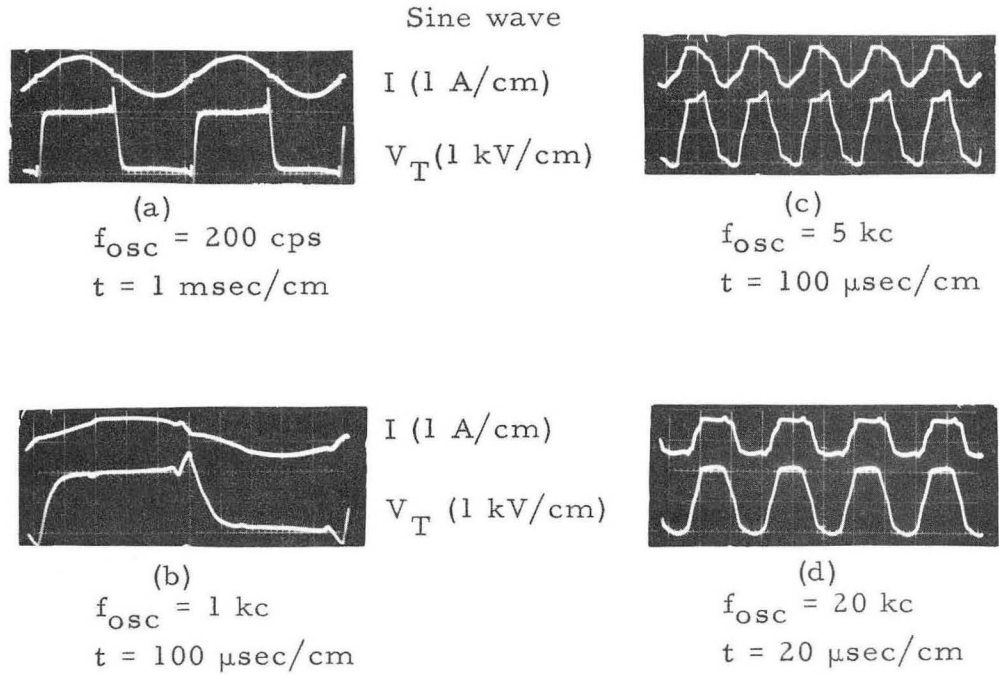 Sine wave
I (1 A/cm)
V_T (1 kV/cm)
(a)
f_osc = 200 cps
t = 1 msec/cm
(c)
f_osc = 5 kc
t = 100 μsec/cm
I (1 A/cm)
V_T (1 kV/cm)
(b)
f_osc = 1 kc
t = 100 μsec/cm
(d)
f_osc = 20 kc
t = 20 μsec/cm